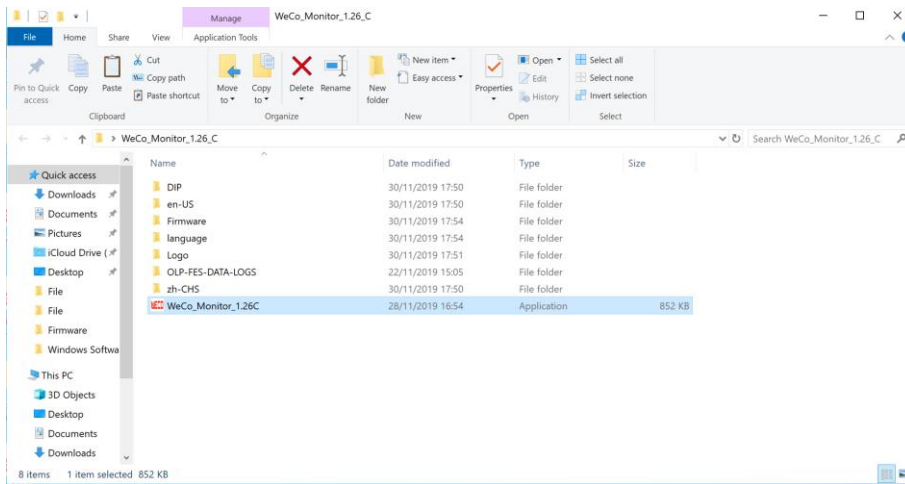 Manage
WeCo_Monitor_1.26_C
File Home Share View Application Tools
Pin to Quick access
Copy
Paste
Cut
Copy path
Paste shortcut
Clipboard
Move to
Copy to
Delete
Rename
Organize
New folder
New item
Easy access
New
Properties
Open
Edit
History
Open
Select all
Select none
Invert selection
Select
WeCo_Monitor_1.26_C
Search WeCo_Monitor_1.26_C
Quick access
Downloads
Documents
Pictures
iCloud Drive (
Desktop
File
File
Firmware
Windows Softwa
This PC
3D Objects
Desktop
Documents
Downloads
Name Date modified Type Size
DIP 30/11/2019 17:50 File folder
en-US 30/11/2019 17:50 File folder
Firmware 30/11/2019 17:54 File folder
language 30/11/2019 17:54 File folder
Logo 30/11/2019 17:51 File folder
OLP-FES-DATA-LOGS 22/11/2019 15:05 File folder
zh-CHS 30/11/2019 17:50 File folder
WeCo_Monitor_1.26C 28/11/2019 16:54 Application 852 KB
8 items 1 item selected 852 KB